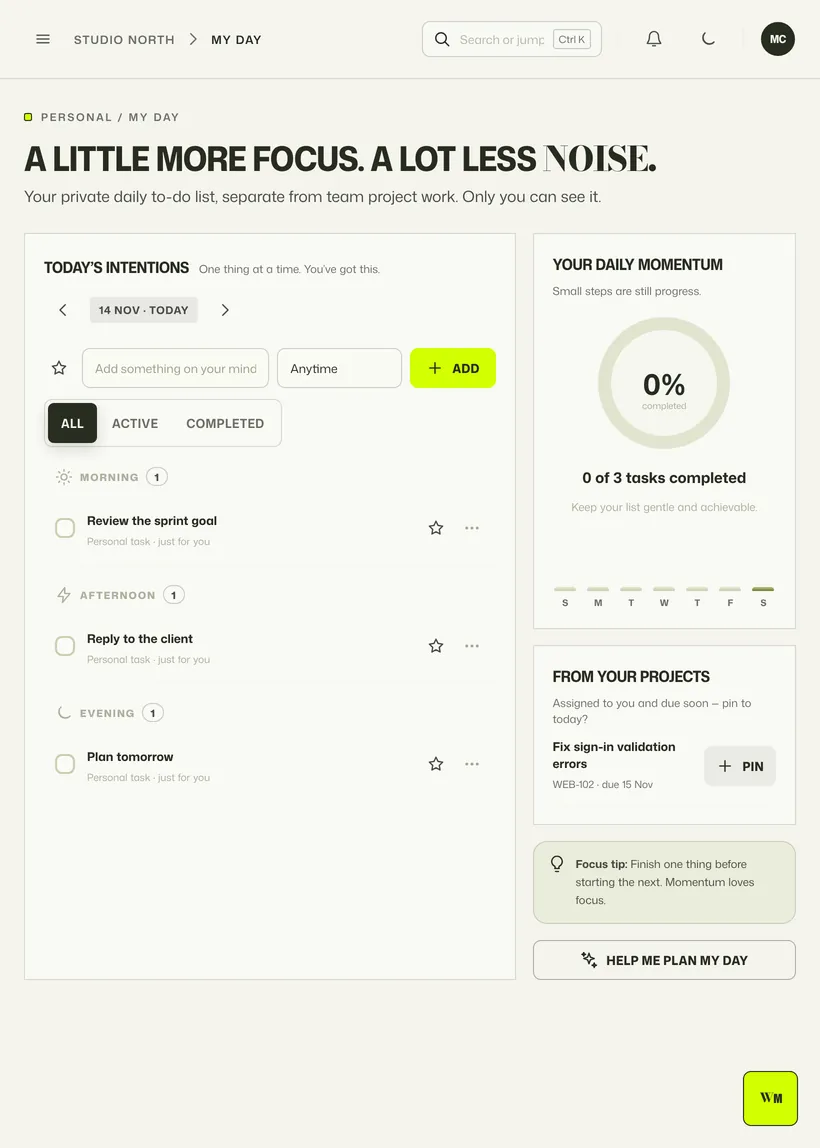 STUDIO NORTH > MY DAY
Search or jump Ctrl K
MC
PERSONAL / MY DAY
A LITTLE MORE FOCUS. A LOT LESS NOISE.
Your private daily to-do list, separate from team project work. Only you can see it.
TODAY'S INTENTIONS One thing at a time. You've got this.
14 NOV · TODAY
Add something on your mind Anytime + ADD
ALL ACTIVE COMPLETED
MORNING 1
Review the sprint goal
Personal task · just for you
AFTERNOON 1
Reply to the client
Personal task · just for you
EVENING 1
Plan tomorrow
Personal task · just for you
YOUR DAILY MOMENTUM
Small steps are still progress.
0%
completed
0 of 3 tasks completed
Keep your list gentle and achievable.
S M T W T F S
FROM YOUR PROJECTS
Assigned to you and due soon — pin to
today?
Fix sign-in validation
errors
WEB-102 · due 15 Nov
+ PIN
Focus tip: Finish one thing before
starting the next. Momentum loves
focus.
HELP ME PLAN MY DAY
WM